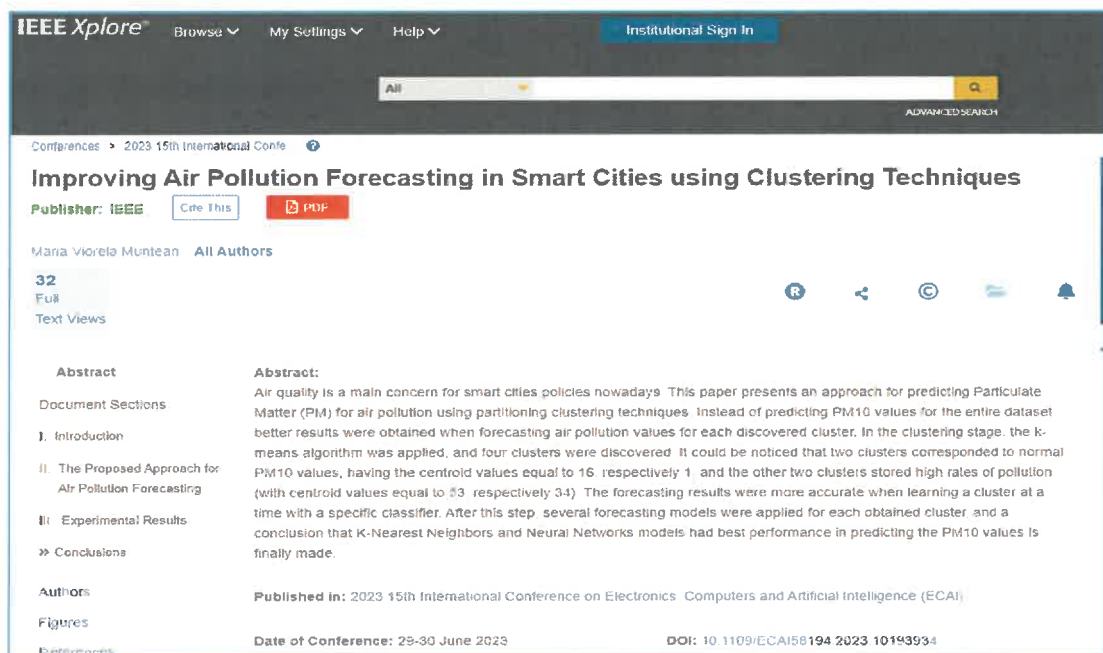 IEEE Xplore® Browse My Settings Help Institutional Sign In
All
ADVANCED SEARCH
Conferences > 2023 15th International Confe
Improving Air Pollution Forecasting in Smart Cities using Clustering Techniques
Publisher: IEEE Cite This PDF
Maria Viorela Muntean All Authors
32
Full
Text Views
Abstract
Document Sections
I. Introduction
II. The Proposed Approach for
Air Pollution Forecasting
III. Experimental Results
>> Conclusions
Authors
Figures
References
Abstract:
Air quality is a main concern for smart cities policies nowadays. This paper presents an approach for predicting Particulate
Matter (PM) for air pollution using partitioning clustering techniques. Instead of predicting PM10 values for the entire dataset
better results were obtained when forecasting air pollution values for each discovered cluster. In the clustering stage, the k-
means algorithm was applied, and four clusters were discovered. It could be noticed that two clusters corresponded to normal
PM10 values, having the centroid values equal to 16, respectively 1, and the other two clusters stored high rates of pollution
(with centroid values equal to respectively 34). The forecasting results were more accurate when learning a cluster at a
time with a specific classifier. After this step, several forecasting models were applied for each obtained cluster and a
conclusion that K-Nearest Neighbors and Neural Networks models had best performance in predicting the PM10 values is
finally made.
Published in: 2023 15th International Conference on Electronics, Computers and Artificial Intelligence (ECAI)
Date of Conference: 29-30 June 2023 DOI: 10.1109/ECAI58194.2023.10193934